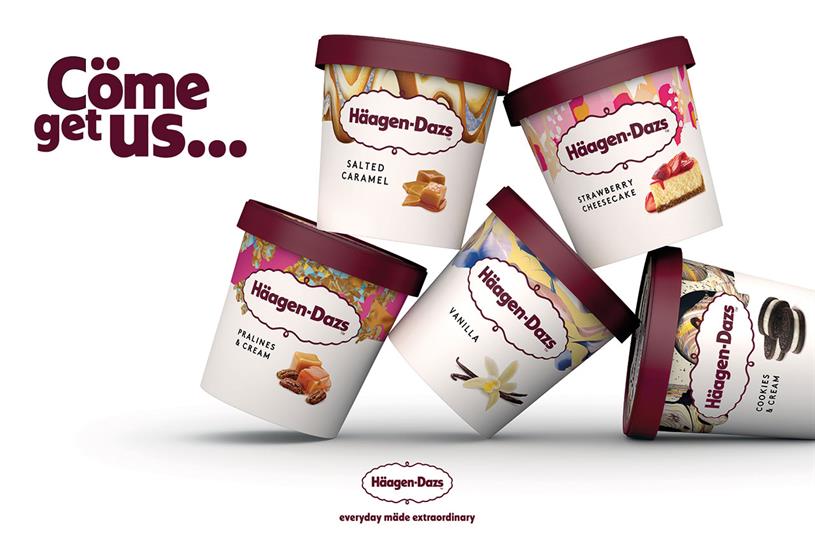 Cöme
get us...
Häagen-Dazs
SALTED
CARAMEL
Häagen-Dazs
STRAWBERRY
CHEESECAKE
Häagen-Dazs
PRALINES
& CREAM
Häagen-Dazs
VANILLA
Häagen-Dazs
COOKIES
& CREAM
Häagen-Dazs
everyday mäde extraordinary